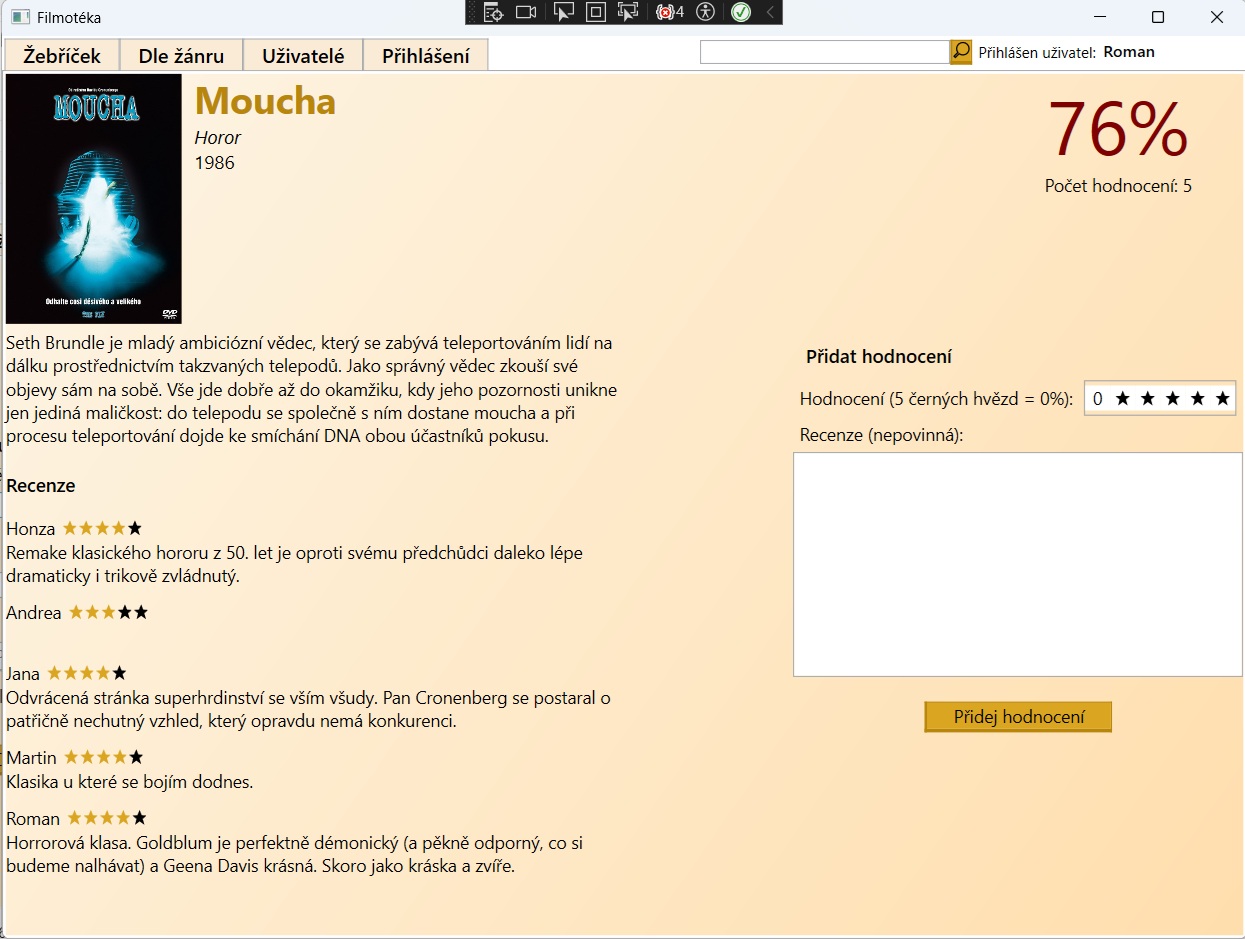 Filmotéka
4
Žebříček
Dle žánru
Uživatelé
Přihlášení
Přihlášen uživatel: Roman
MOUCHA
Odhalte cosi děsivého a velikého
DVD
Moucha
Horor
1986
76%
Počet hodnocení: 5
Seth Brundle je mladý ambiciózní vědec, který se zabývá teleportováním lidí na
dálku prostřednictvím takzvaných telepodů. Jako správný vědec zkouší své
objevy sám na sobě. Vše jde dobře až do okamžiku, kdy jeho pozornosti unikne
jen jediná maličkost: do telepodu se společně s ním dostane moucha a při
procesu teleportování dojde ke smíchání DNA obou účastníků pokusu.
Recenze
Honza ★★★★★
Remake klasického hororu z 50. let je oproti svému předchůdci daleko lépe
dramaticky i trikově zvládnutý.
Andrea ★★★★★
Jana ★★★★★
Odvrácená stránka superhrdinství se vším všudy. Pan Cronenberg se postaral o
patřičně nechutný vzhled, který opravdu nemá konkurenci.
Martin ★★★★★
Klasika u které se bojím dodnes.
Roman ★★★★★
Horrorová klasa. Goldblum je perfektně démonický (a pěkně odporný, co si
budeme nalhávat) a Geena Davis krásná. Skoro jako kráska a zvíře.
Přidat hodnocení
Hodnocení (5 černých hvězd = 0%): 0 ★ ★ ★ ★ ★
Recenze (nepovinná):
Přidej hodnocení